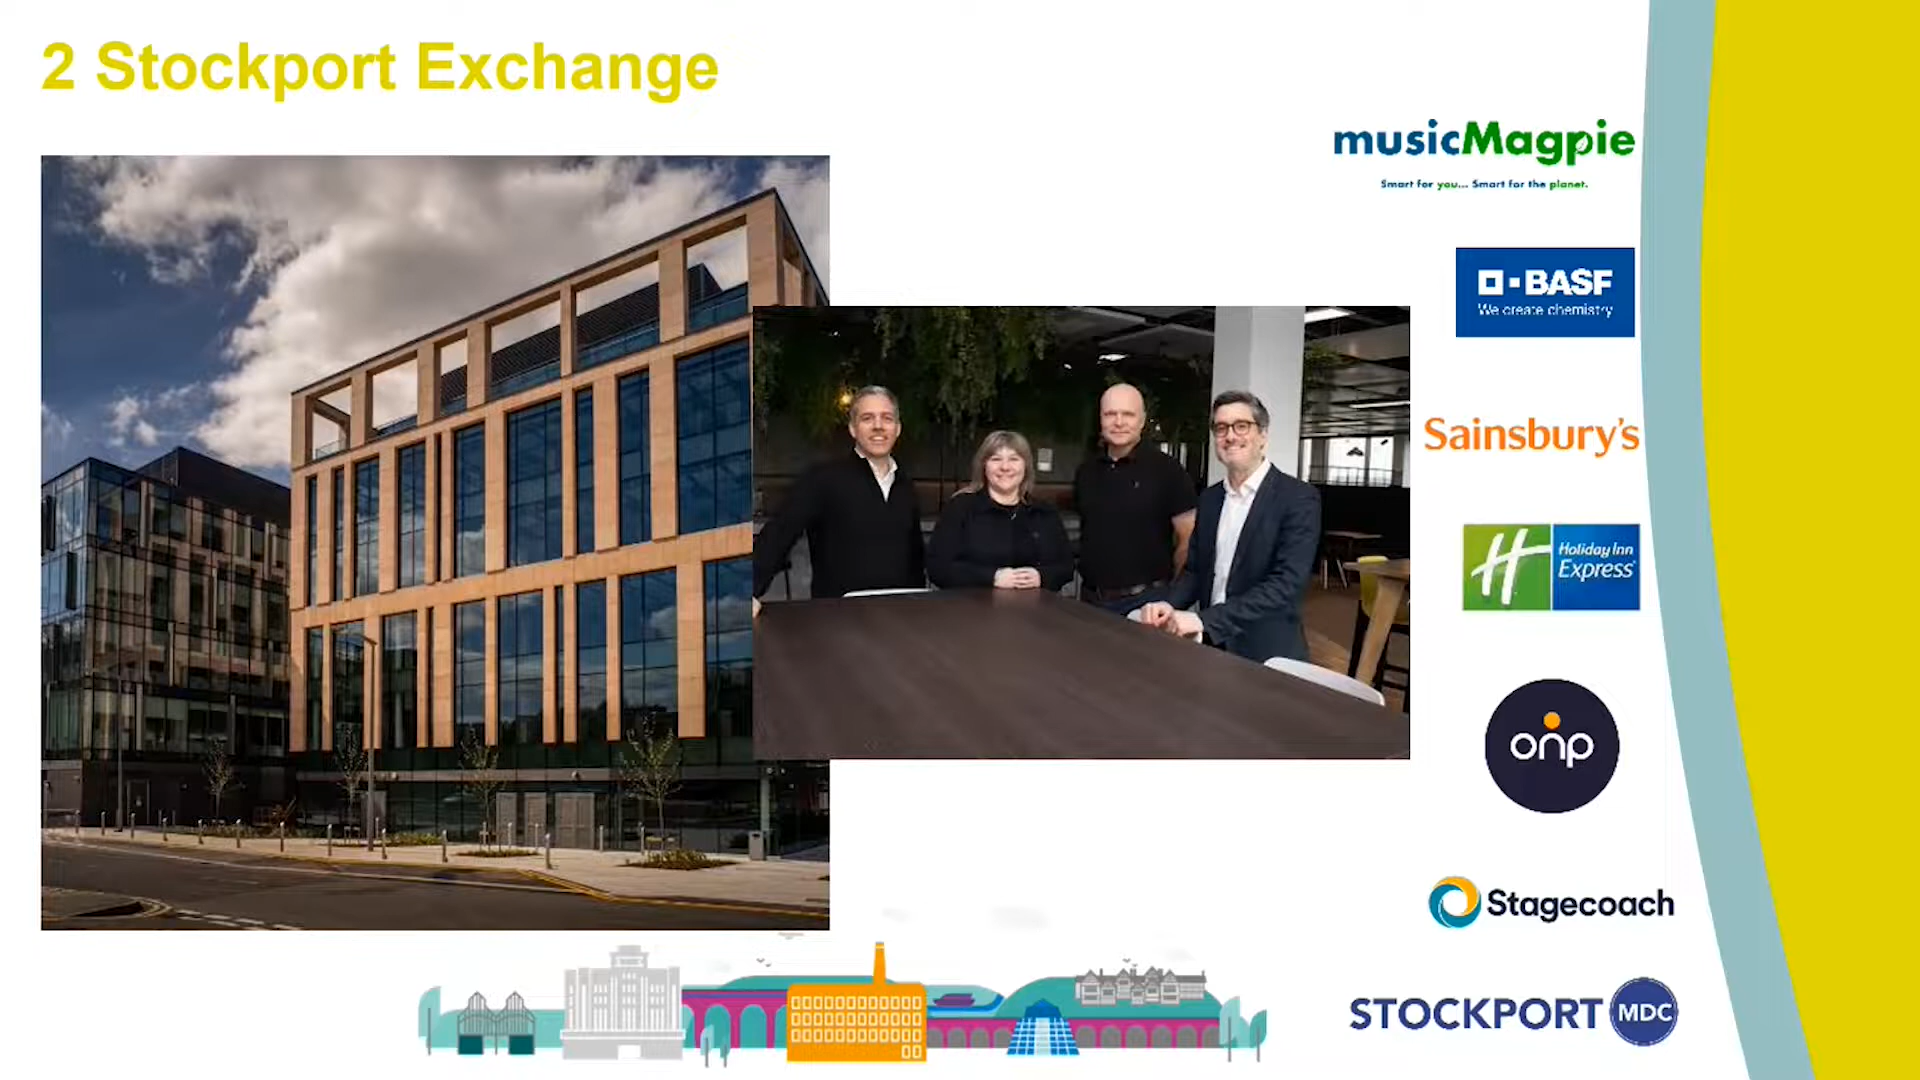 2 Stockport Exchange
musicMagpie
Smart for you... Smart for the planet.
BASF
We create chemistry
Sainsbury's
H
Holiday Inn
Express
onp
Stagecoach
STOCKPORT MDC